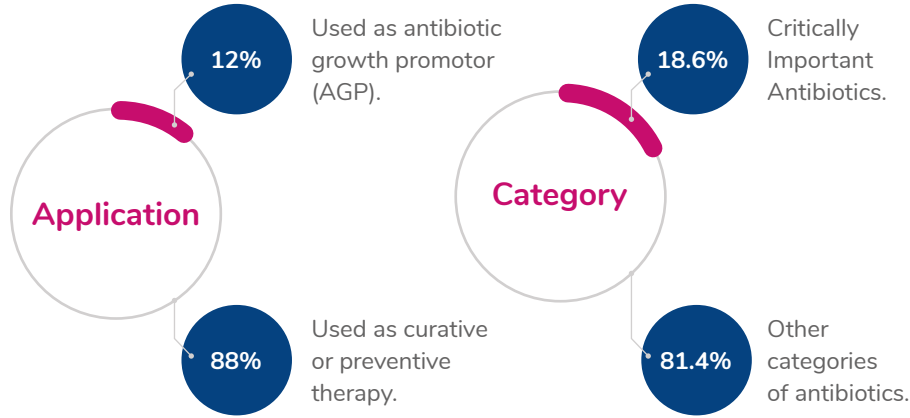 12%
Used as antibiotic
growth promotor
(AGP).
Application
88%
Used as curative
or preventive
therapy.
18.6%
Critically
Important
Antibiotics.
Category
81.4%
Other
categories
of antibiotics.